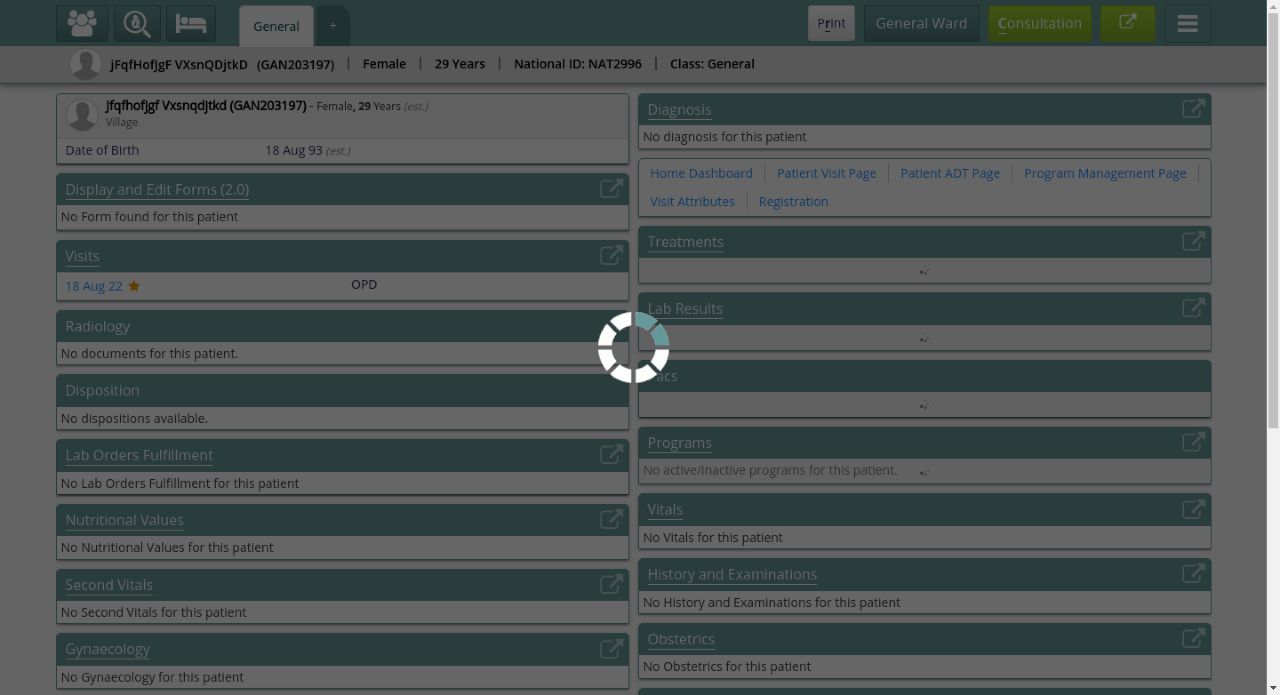 General
+
Print
General Ward
Consultation
jFqfHofJgF VXsnQDJtkD (GAN203197) | Female | 29 Years | National ID: NAT2996 | Class: General
Jfqfhofjgf Vxsnqdjtkd (GAN203197) - Female, 29 Years (est.)
Village
Date of Birth 18 Aug 93 (est.)
Display and Edit Forms (2.0)
No Form found for this patient
Visits
18 Aug 22 OPD
Radiology
No documents for this patient.
Disposition
No dispositions available.
Lab Orders Fulfillment
No Lab Orders Fulfillment for this patient
Nutritional Values
No Nutritional Values for this patient
Second Vitals
No Second Vitals for this patient
Gynaecology
No Gynaecology for this patient
Diagnosis
No diagnosis for this patient
Home Dashboard | Patient Visit Page | Patient ADT Page | Program Management Page |
Visit Attributes | Registration
Treatments
Lab Results
Pacs
Programs
No active/inactive programs for this patient.
Vitals
No Vitals for this patient
History and Examinations
No History and Examinations for this patient
Obstetrics
No Obstetrics for this patient